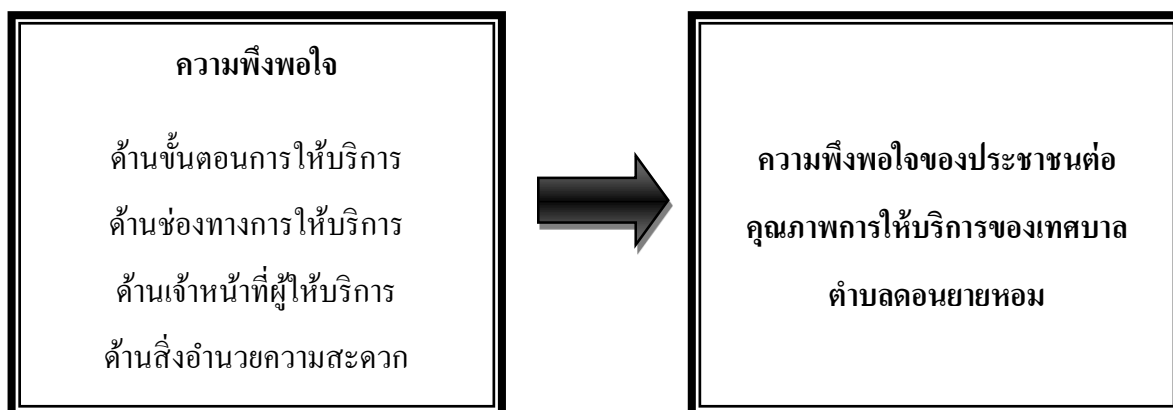 ความพึงพอใจ
ด้านขั้นตอนการให้บริการ
ด้านช่องทางการให้บริการ
ด้านเจ้าหน้าที่ผู้ให้บริการ
ด้านสิ่งอำนวยความสะดวก
ความพึงพอใจของประชาชนต่อ
คุณภาพการให้บริการของเทศบาล
ตำบลดอนยายหอม